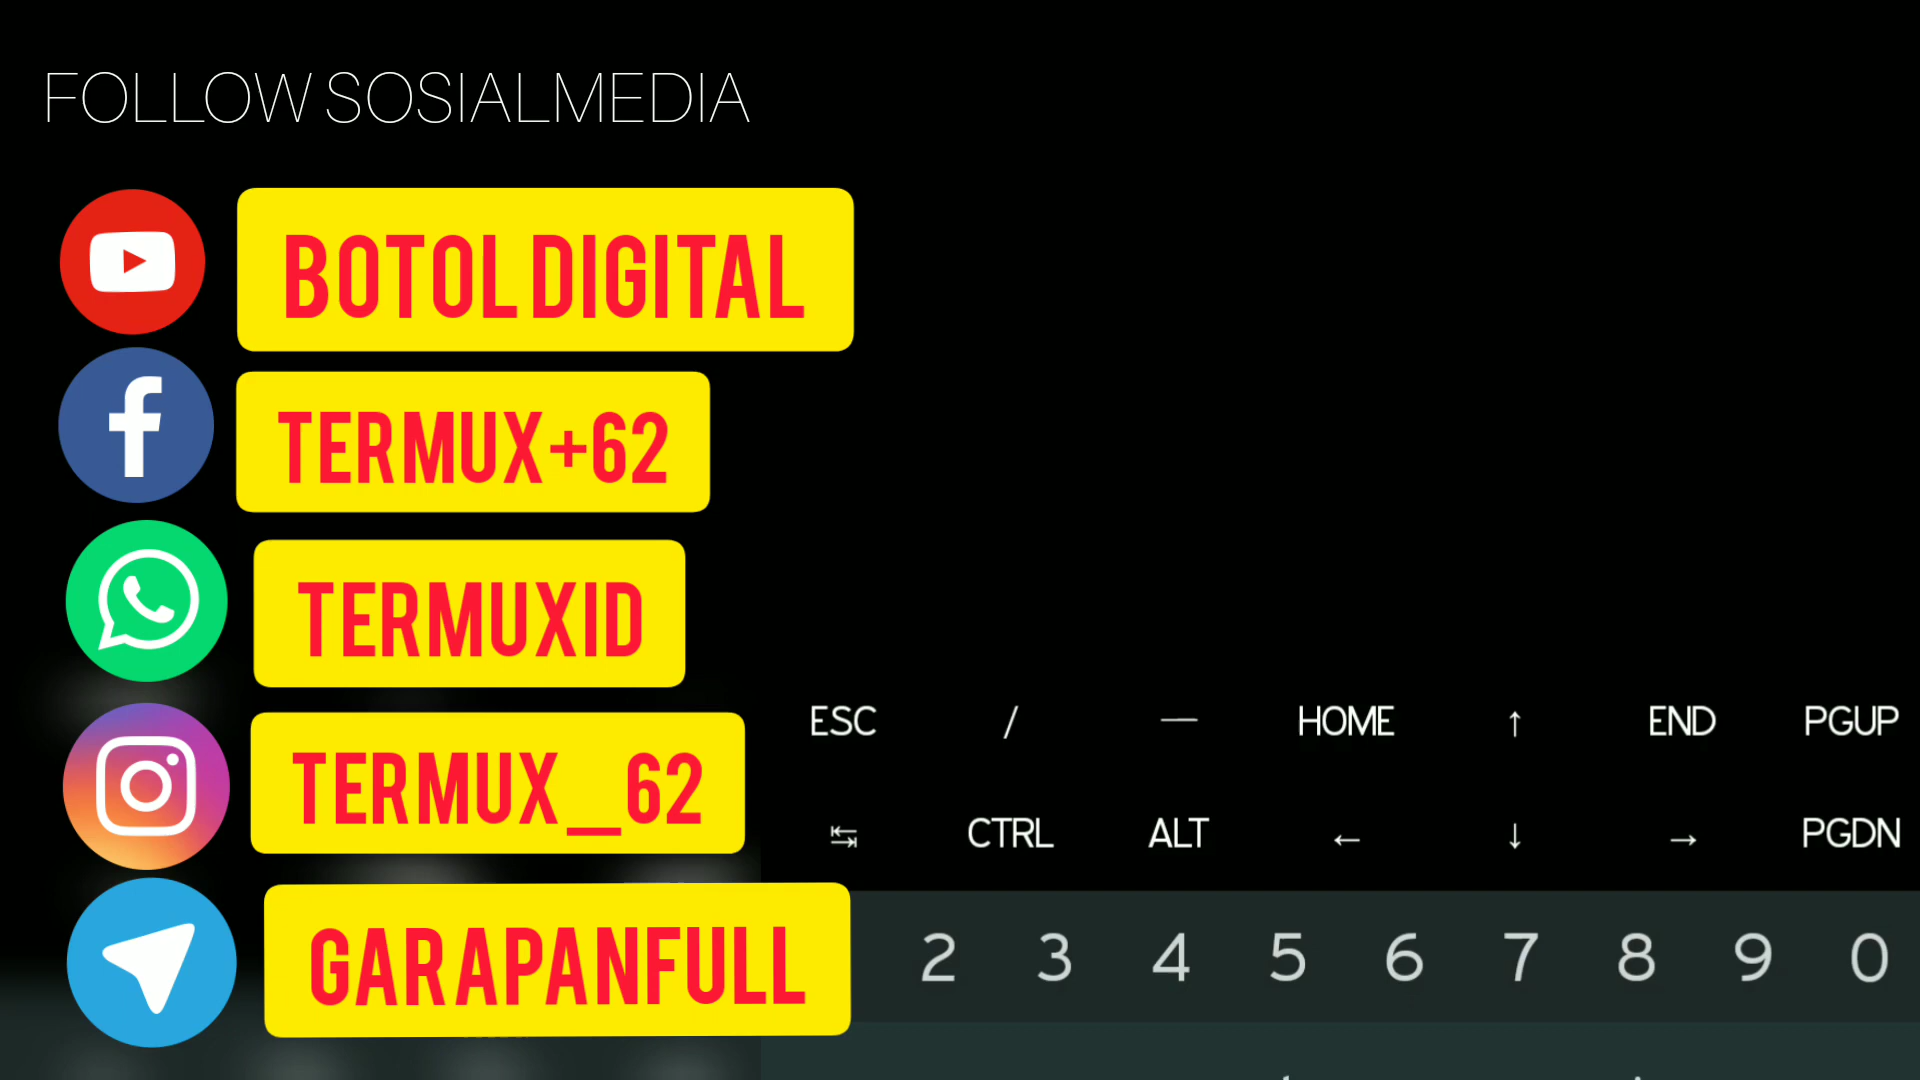 FOLLOW SOSIALMEDIA
BOTOL DIGITAL
TERMUX+62
TERMUXID
TERMUX_62
GARAPANFULL
ESC / — HOME ↑ END PGUP
↹ CTRL ALT ← ↓ → PGDN
2 3 4 5 6 7 8 9 0